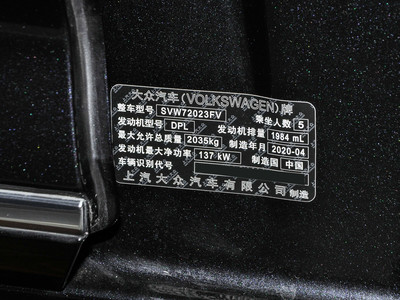 大众汽车(VOLKSWAGEN)牌
整车型号 SVW72023FV 乘坐人数 5
发动机型号 DPL 发动机排量 1984 mL
最大允许总质量 2035kg 制造年月 2020-04
发动机最大净功率 137 kW 制造国 中国
车辆识别代号
上汽大众汽车有限公司 制造